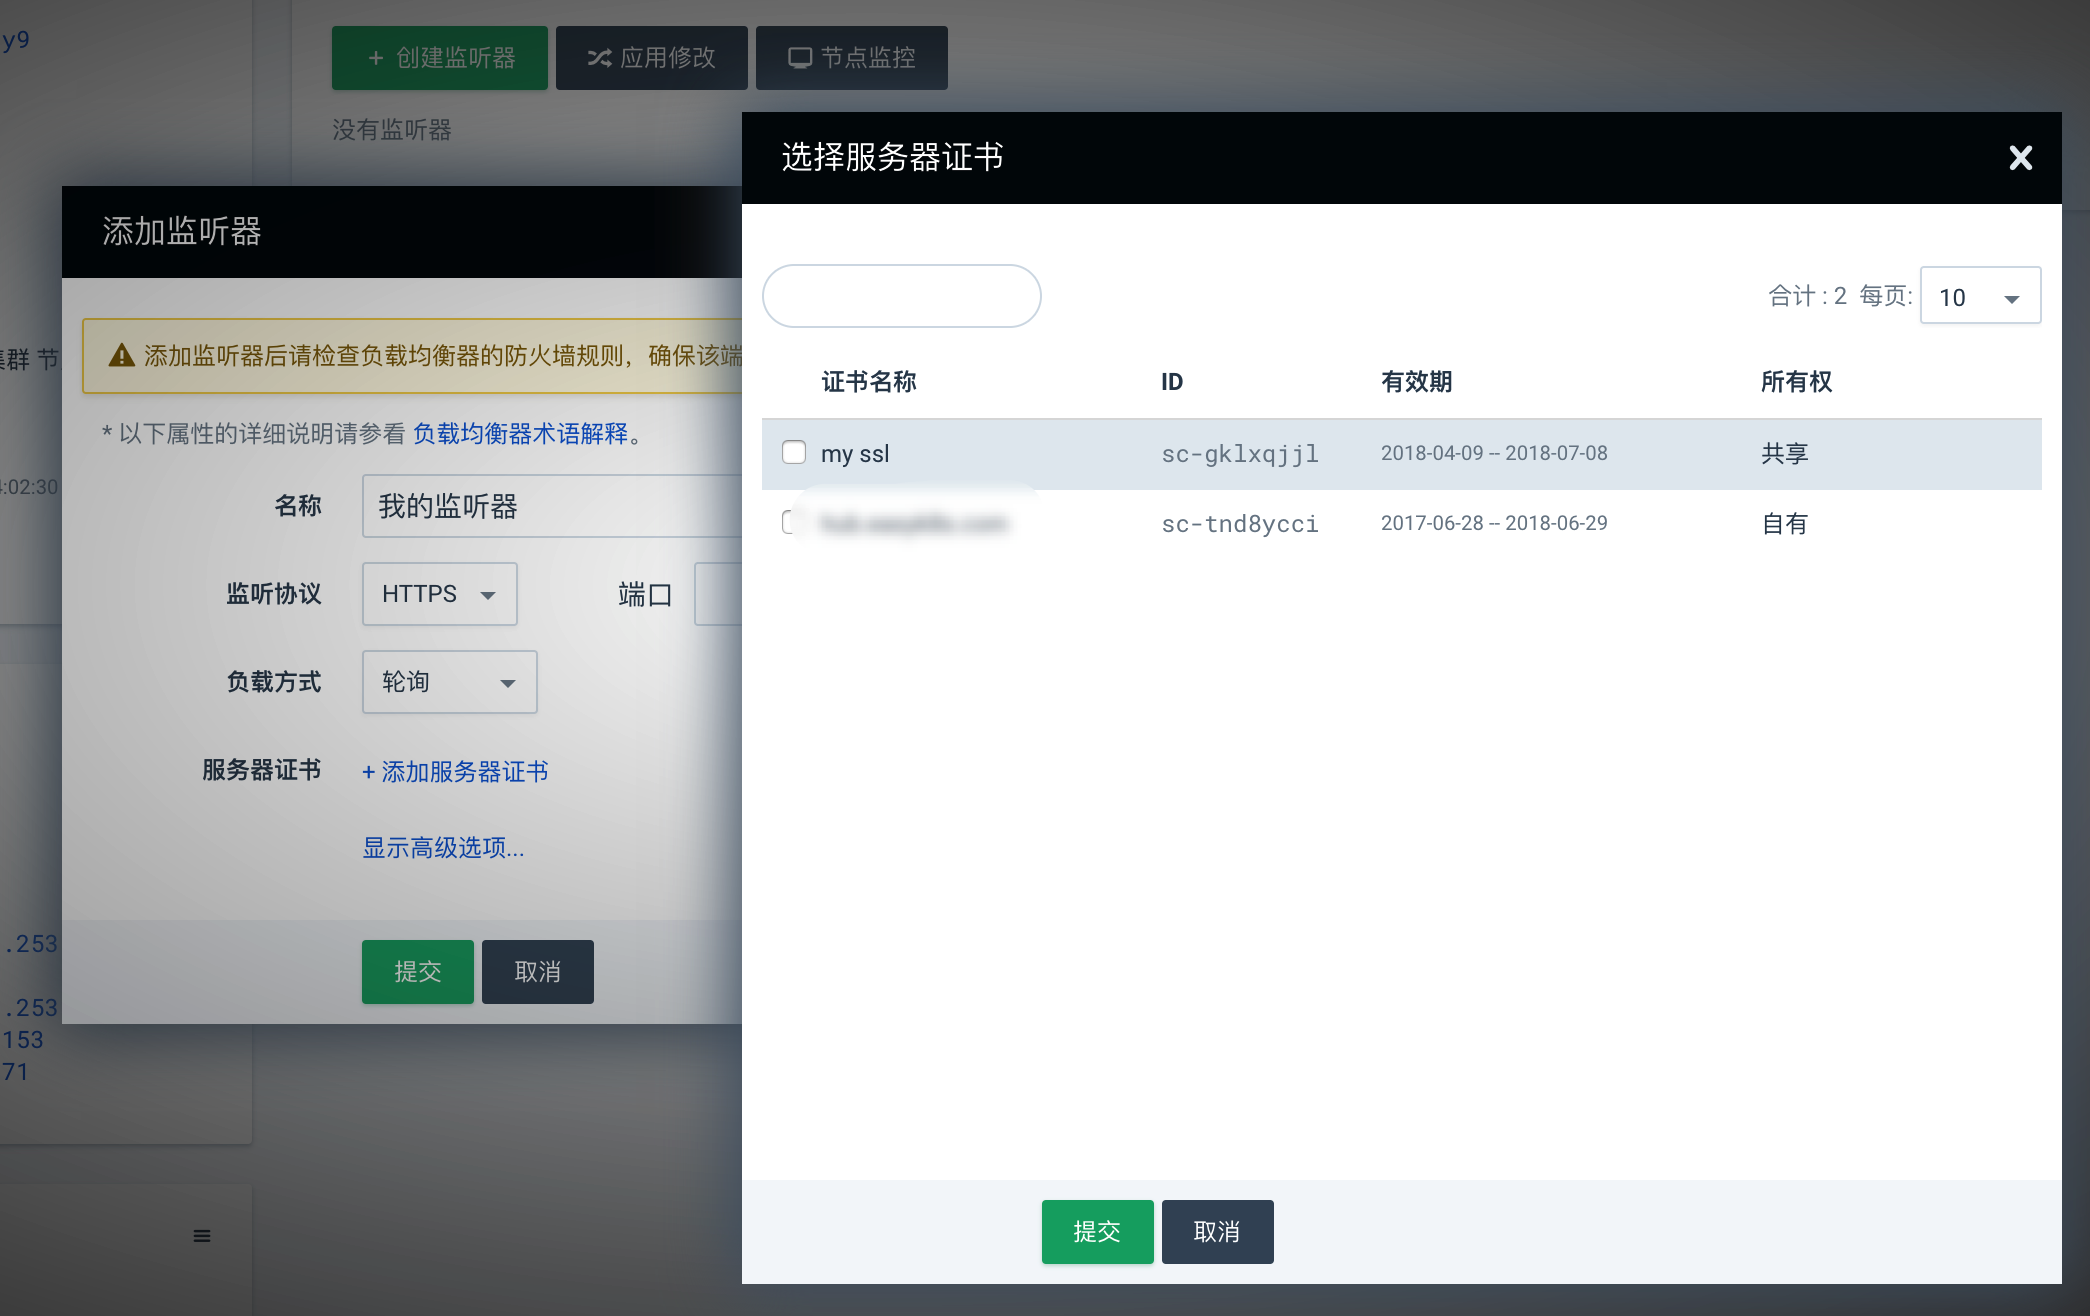 y9
+ 创建监听器
应用修改
节点监控
没有监听器
选择服务器证书
添加监听器
合计 : 2 每页: 10
添加监听器后请检查负载均衡器的防火墙规则，确保该端
集群 节
* 以下属性的详细说明请参看 负载均衡器术语解释。
证书名称 ID 有效期 所有权
my ssl sc-gklxqjjl 2018-04-09 -- 2018-07-08 共享
:02:30
名称 我的监听器
sc-tnd8ycci 2017-06-28 -- 2018-06-29 自有
监听协议 HTTPS 端口
负载方式 轮询
服务器证书 + 添加服务器证书
显示高级选项...
.253
提交 取消
.253
153
71
提交 取消